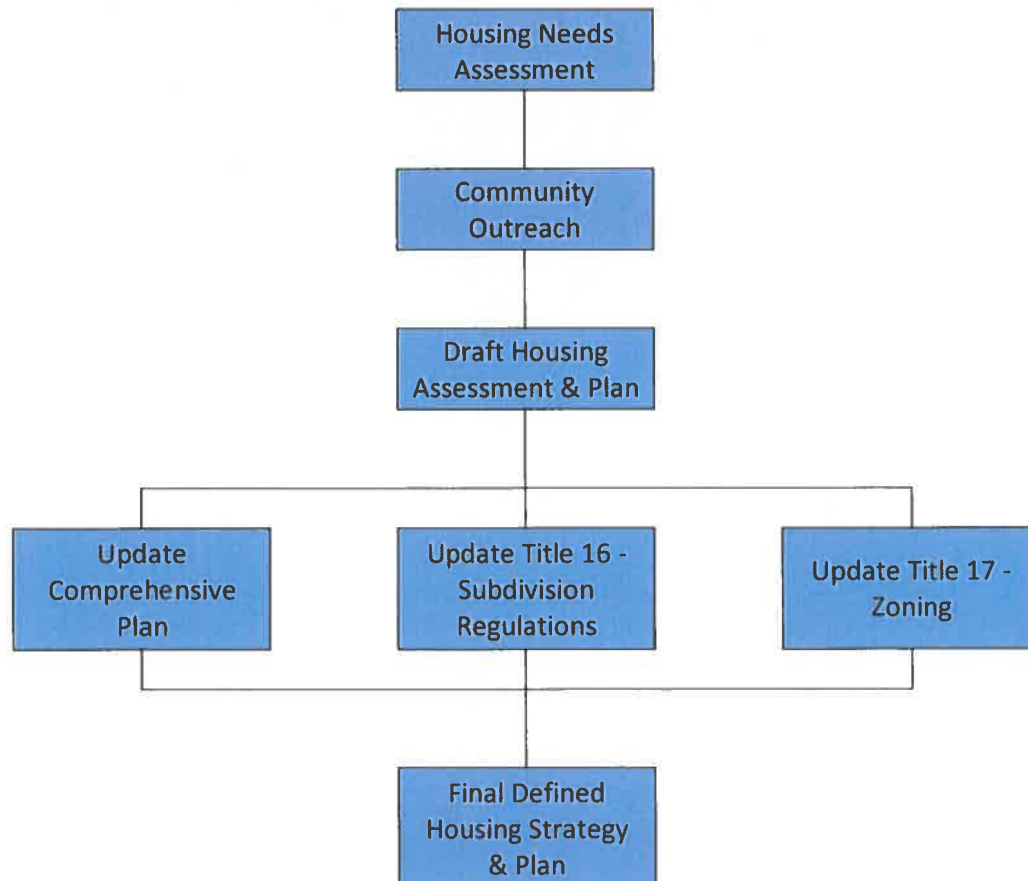 Housing Needs
Assessment
Community
Outreach
Draft Housing
Assessment & Plan
Update
Comprehensive
Plan
Update Title 16 -
Subdivision
Regulations
Update Title 17 -
Zoning
Final Defined
Housing Strategy
& Plan